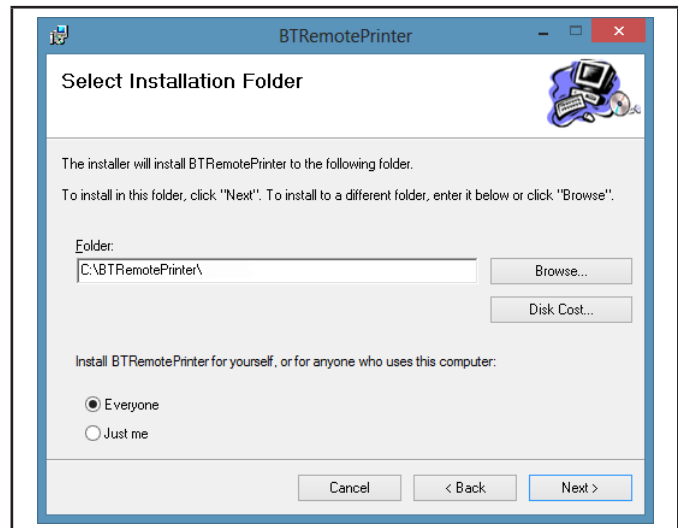 BTRemotePrinter
Select Installation Folder
The installer will install BTRemotePrinter to the following folder.
To install in this folder, click "Next". To install to a different folder, enter it below or click "Browse".
Folder:
C:\BTRemotePrinter\
Browse...
Disk Cost...
Install BTRemotePrinter for yourself, or for anyone who uses this computer:
Everyone
Just me
Cancel
< Back
Next >